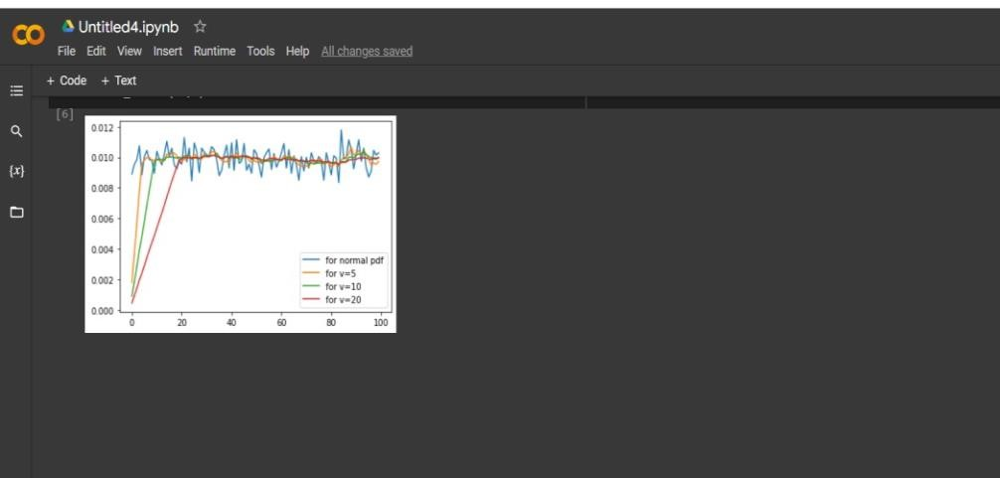 Untitled4.ipynb
File Edit View Insert Runtime Tools Help All changes saved
+ Code + Text
[6]
{x}
0.012
0.010
0.008
0.006
0.004
0.002
0.000
for normal pdf
for v=5
for v=10
for v=20
0 20 40 60 80 100